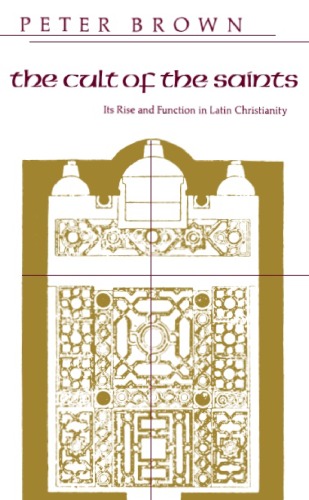 PETER BROWN
the cult of the saints
Its Rise and Function in Latin Christianity